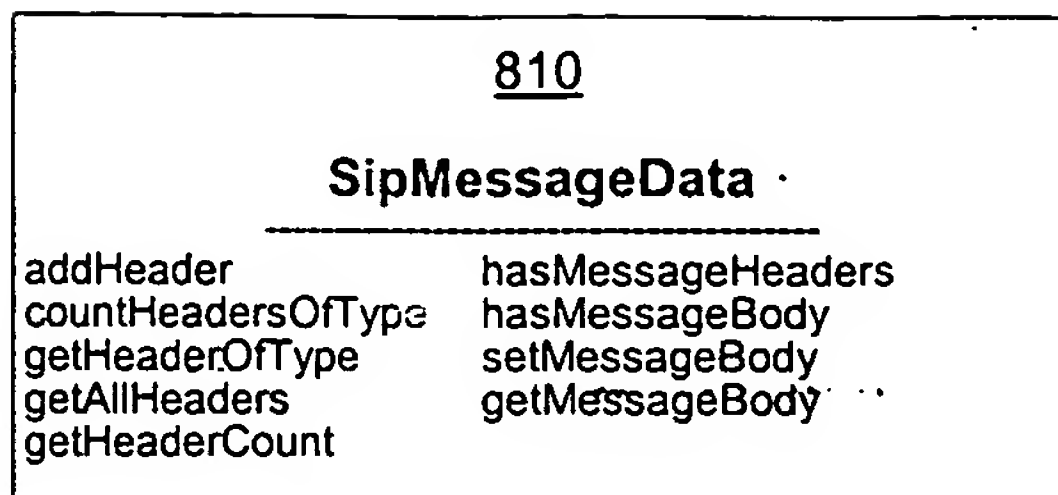 810
SipMessageData
addHeader
countHeadersOfType
getHeaderOfType
getAllHeaders
getHeaderCount
hasMessageHeaders
hasMessageBody
setMessageBody
getMessageBody